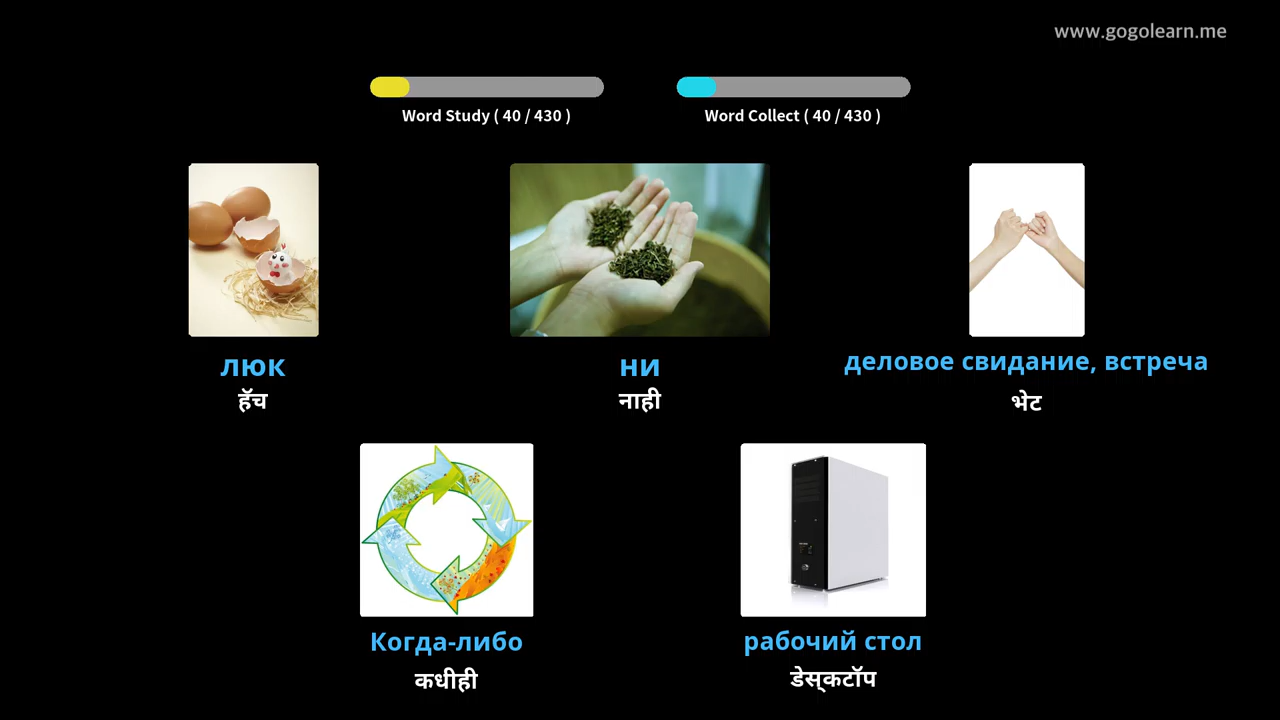 www.gogolearn.me
Word Study ( 40 / 430 )
Word Collect ( 40 / 430 )
люк
हॅच
ни
नाही
деловое свидание, встреча
भेट
Когда-либо
कधीही
рабочий стол
डेस्‌कटॉप